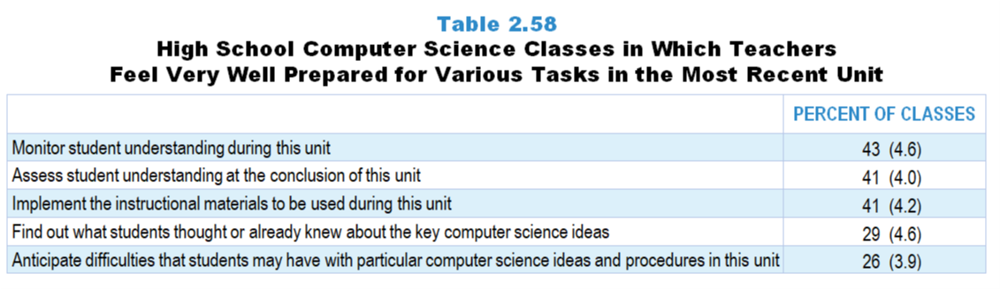 Table 2.58
High School Computer Science Classes in Which Teachers
Feel Very Well Prepared for Various Tasks in the Most Recent Unit
PERCENT OF CLASSES
Monitor student understanding during this unit 43 (4.6)
Assess student understanding at the conclusion of this unit 41 (4.0)
Implement the instructional materials to be used during this unit 41 (4.2)
Find out what students thought or already knew about the key computer science ideas 29 (4.6)
Anticipate difficulties that students may have with particular computer science ideas and procedures in this unit 26 (3.9)